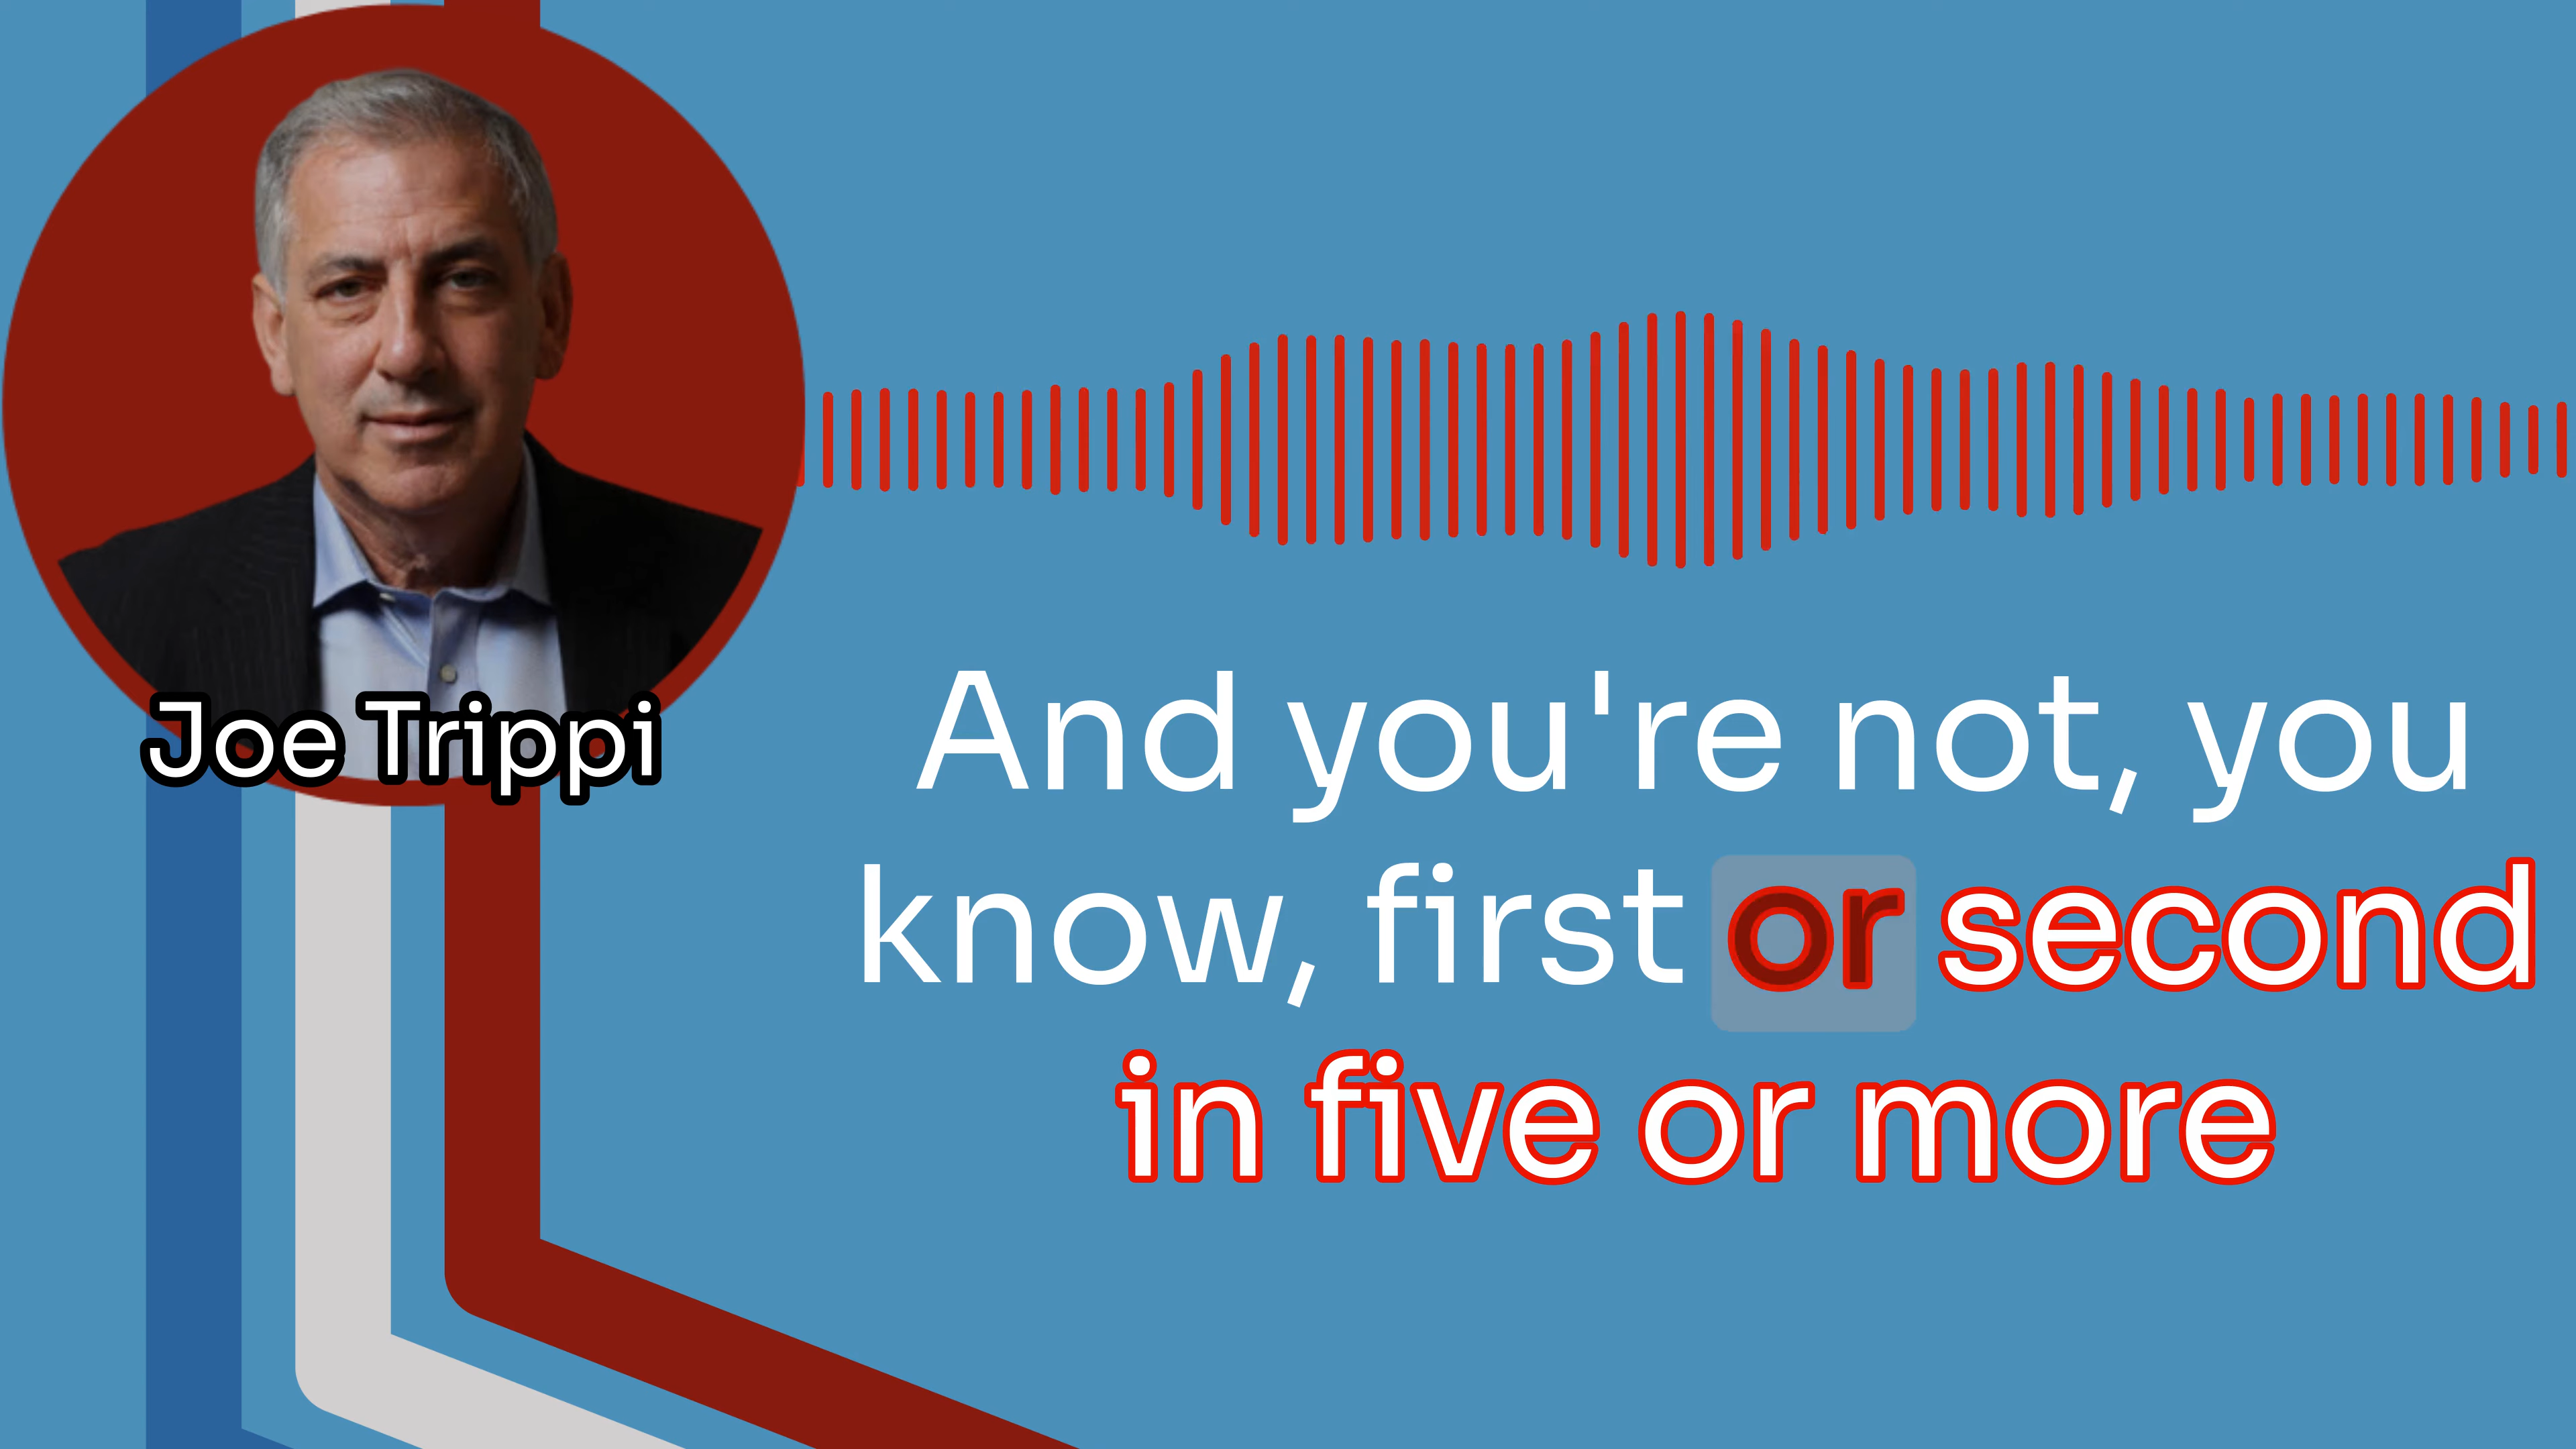 Joe Trippi
And you're not, you
know, first or second
in five or more